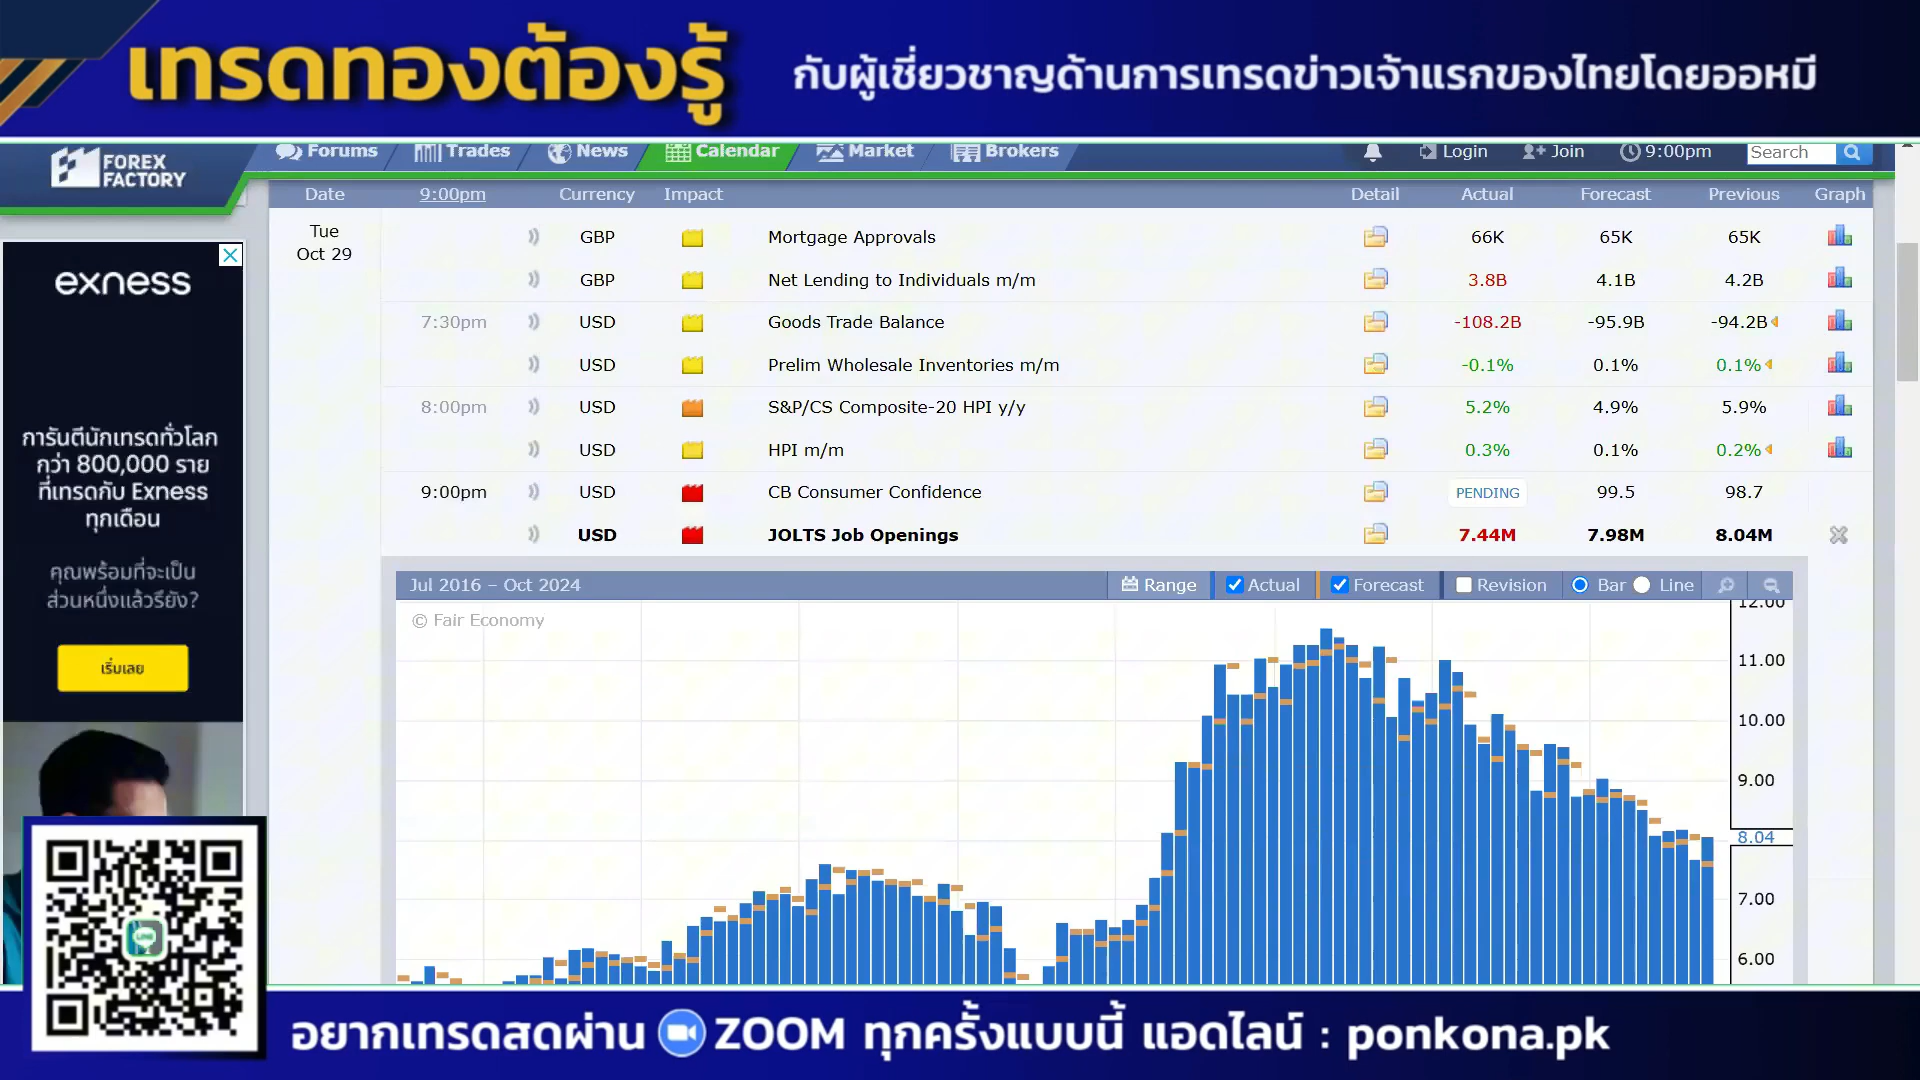 เทรดทองต้องรู้ กับผู้เชี่ยวชาญด้านการเทรดข่าวเจ้าแรกของไทยโดยออหมี
FOREX FACTORY Forums Trades News Calendar Market Brokers Login Join 9:00pm Search
Date 9:00pm Currency Impact Detail Actual Forecast Previous Graph
Tue Oct 29
GBP Mortgage Approvals 66K 65K 65K
GBP Net Lending to Individuals m/m 3.8B 4.1B 4.2B
7:30pm USD Goods Trade Balance -108.2B -95.9B -94.2B
USD Prelim Wholesale Inventories m/m -0.1% 0.1% 0.1%
8:00pm USD S&P/CS Composite-20 HPI y/y 5.2% 4.9% 5.9%
USD HPI m/m 0.3% 0.1% 0.2%
9:00pm USD CB Consumer Confidence PENDING 99.5 98.7
USD JOLTS Job Openings 7.44M 7.98M 8.04M
Jul 2016 – Oct 2024 Range Actual Forecast Revision Bar Line
© Fair Economy
12.00
11.00
10.00
9.00
8.04
7.00
6.00
exness
การันตีนักเทรดทั่วโลก
กว่า 800,000 ราย
ที่เทรดกับ Exness
ทุกเดือน
คุณพร้อมที่จะเป็น
ส่วนหนึ่งแล้วรึยัง?
เริ่มเลย
LINE
อยากเทรดสดผ่าน ZOOM ทุกครั้งแบบนี้ แอดไลน์ : ponkona.pk